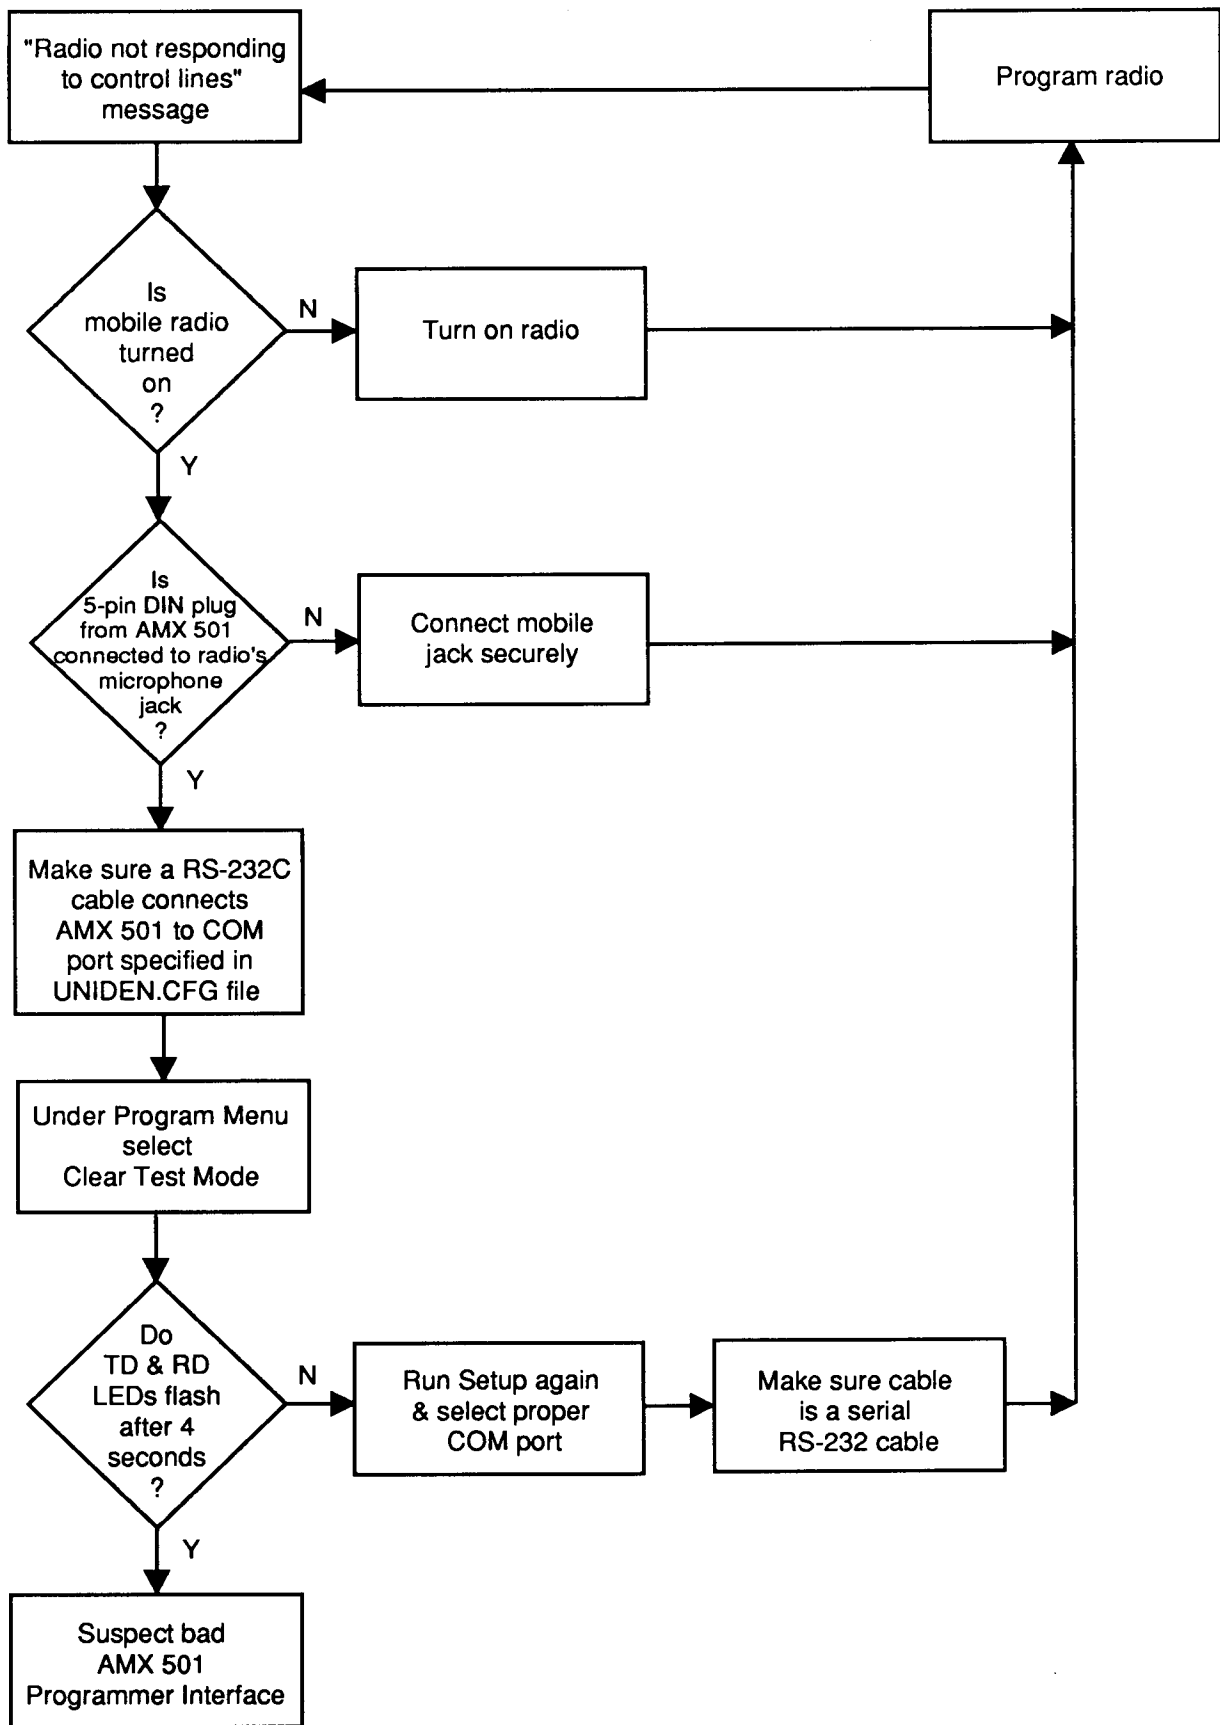 "Radio not responding
to control lines"
message
Program radio
Is
mobile radio
turned
on
?
N
Turn on radio
Y
Is
5-pin DIN plug
from AMX 501
connected to radio's
microphone
jack
?
N
Connect mobile
jack securely
Y
Make sure a RS-232C
cable connects
AMX 501 to COM
port specified in
UNIDEN.CFG file
Under Program Menu
select
Clear Test Mode
Do
TD & RD
LEDs flash
after 4
seconds
?
N
Run Setup again
& select proper
COM port
Make sure cable
is a serial
RS-232 cable
Y
Suspect bad
AMX 501
Programmer Interface